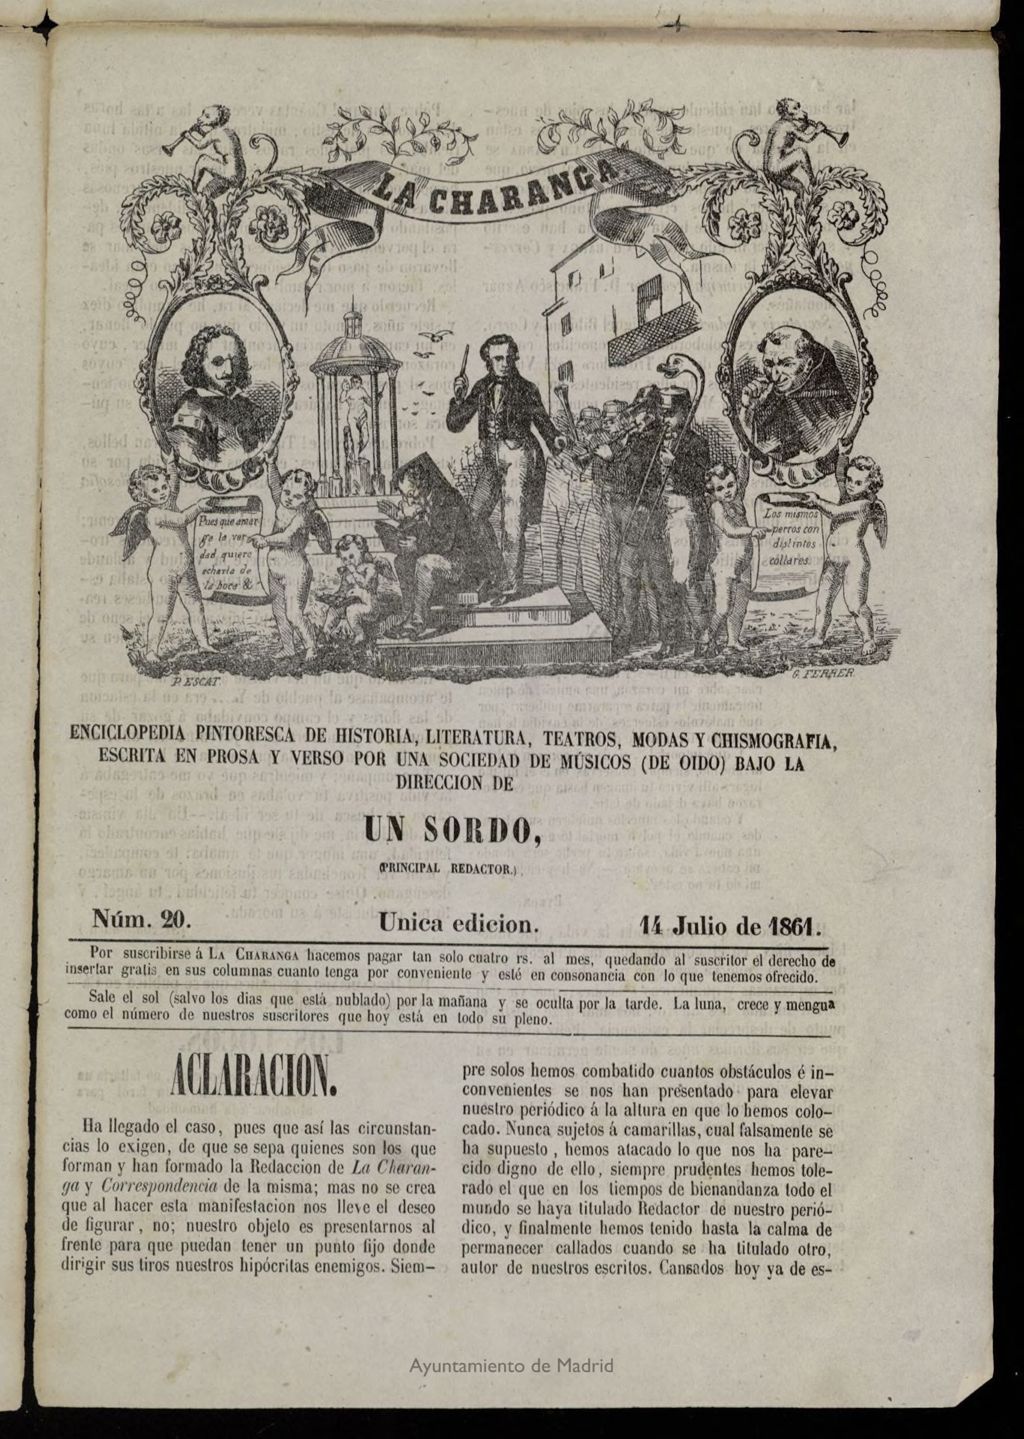 LA CHARANGA
Pues que amar-
ga la ver-
dad, quiero
echarla de
la boca &c
Los mismos
perros con
distintos
collares.
P. ESCAT
G. FERRER
ENCICLOPEDIA PINTORESCA DE HISTORIA, LITERATURA, TEATROS, MODAS Y CHISMOGRAFIA,
ESCRITA EN PROSA Y VERSO POR UNA SOCIEDAD DE MÚSICOS (DE OIDO) BAJO LA
DIRECCION DE
UN SORDO,
(PRINCIPAL REDACTOR.)
Núm. 20. Unica edicion. 14 Julio de 1861.
Por suscribirse á LA CHARANGA hacemos pagar tan solo cuatro rs. al mes, quedando al suscritor el derecho de
insertar gratis en sus columnas cuanto tenga por conveniente y esté en consonancia con lo que tenemos ofrecido.
Sale el sol (salvo los dias que está nublado) por la mañana y se oculta por la tarde. La luna, crece y mengua
como el número de nuestros suscritores que hoy está en todo su pleno.
ACLARACION.
Ha llegado el caso, pues que así las circunstan-
cias lo exigen, de que se sepa quienes son los que
forman y han formado la Redaccion de La Charan-
ga y Correspondencia de la misma; mas no se crea
que al hacer esta manifestacion nos lleve el deseo
de figurar, no; nuestro objeto es presentarnos al
frente para que puedan tener un punto fijo donde
dirigir sus tiros nuestros hipócritas enemigos. Siem-
pre solos hemos combatido cuantos obstáculos é in-
convenientes se nos han presentado para elevar
nuestro periódico á la altura en que lo hemos colo-
cado. Nunca sujetos á camarillas, cual falsamente se
ha supuesto, hemos atacado lo que nos ha pare-
cido digno de ello, siempre prudentes hemos tole-
rado el que en los tiempos de bienandanza todo el
mundo se haya titulado Redactor de nuestro perió-
dico, y finalmente hemos tenido hasta la calma de
permanecer callados cuando se ha titulado otro,
autor de nuestros escritos. Cansados hoy ya de es-
Ayuntamiento de Madrid